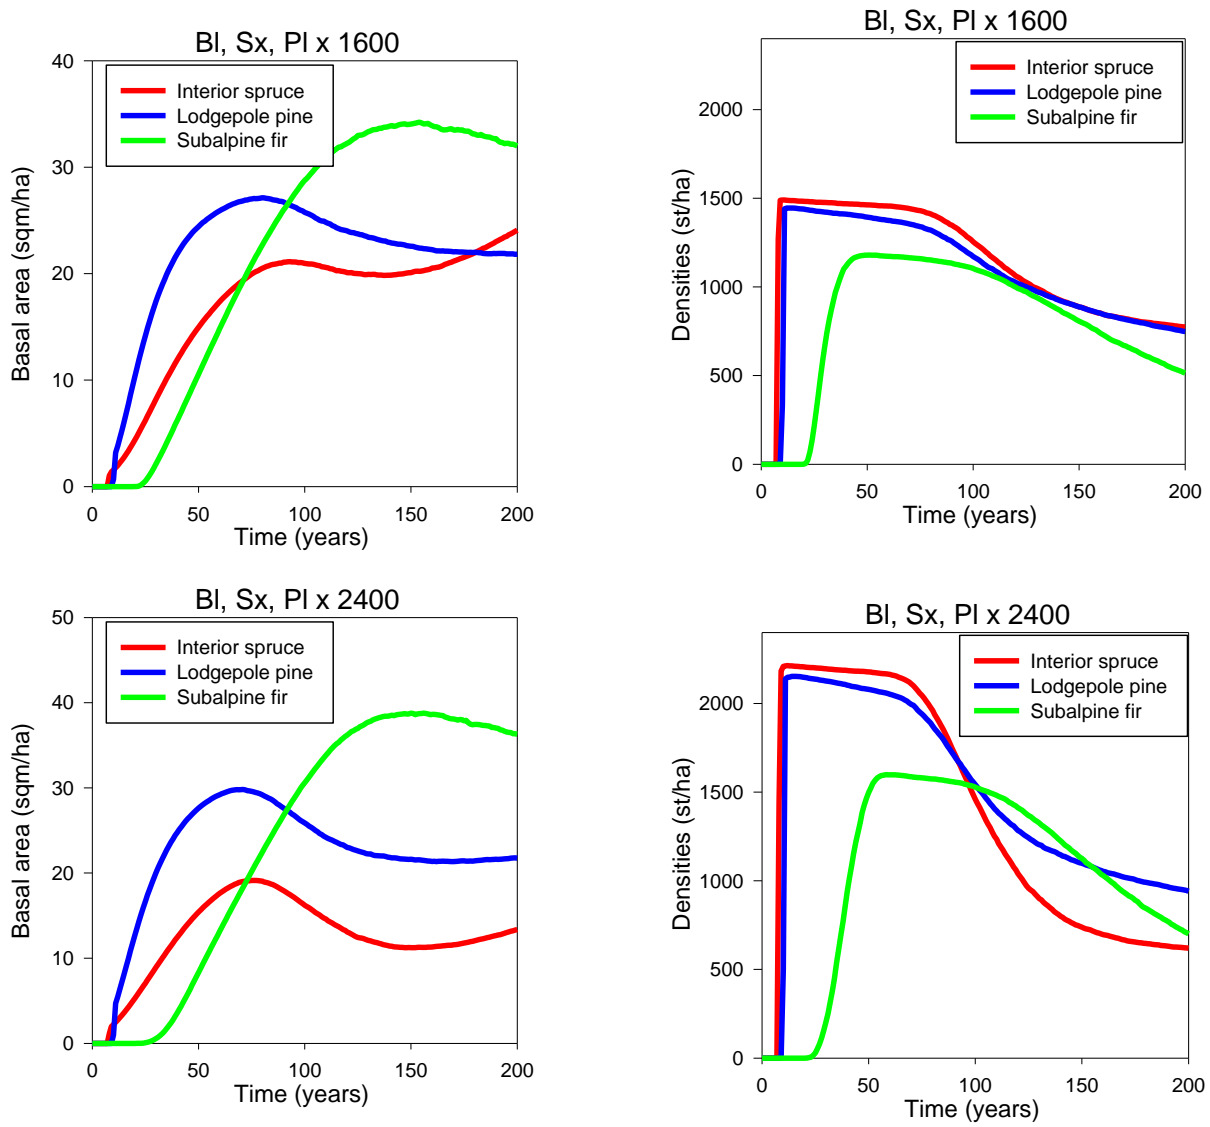 Bl, Sx, Pl x 1600
Interior spruce
Lodgepole pine
Subalpine fir
Basal area (sqm/ha)
40
30
20
10
0
0 50 100 150 200
Time (years)
Bl, Sx, Pl x 1600
Interior spruce
Lodgepole pine
Subalpine fir
Densities (st/ha)
2000
1500
1000
500
0
0 50 100 150 200
Time (years)
Bl, Sx, Pl x 2400
Interior spruce
Lodgepole pine
Subalpine fir
Basal area (sqm/ha)
50
40
30
20
10
0
0 50 100 150 200
Time (years)
Bl, Sx, Pl x 2400
Interior spruce
Lodgepole pine
Subalpine fir
Densities (st/ha)
2000
1500
1000
500
0
0 50 100 150 200
Time (years)